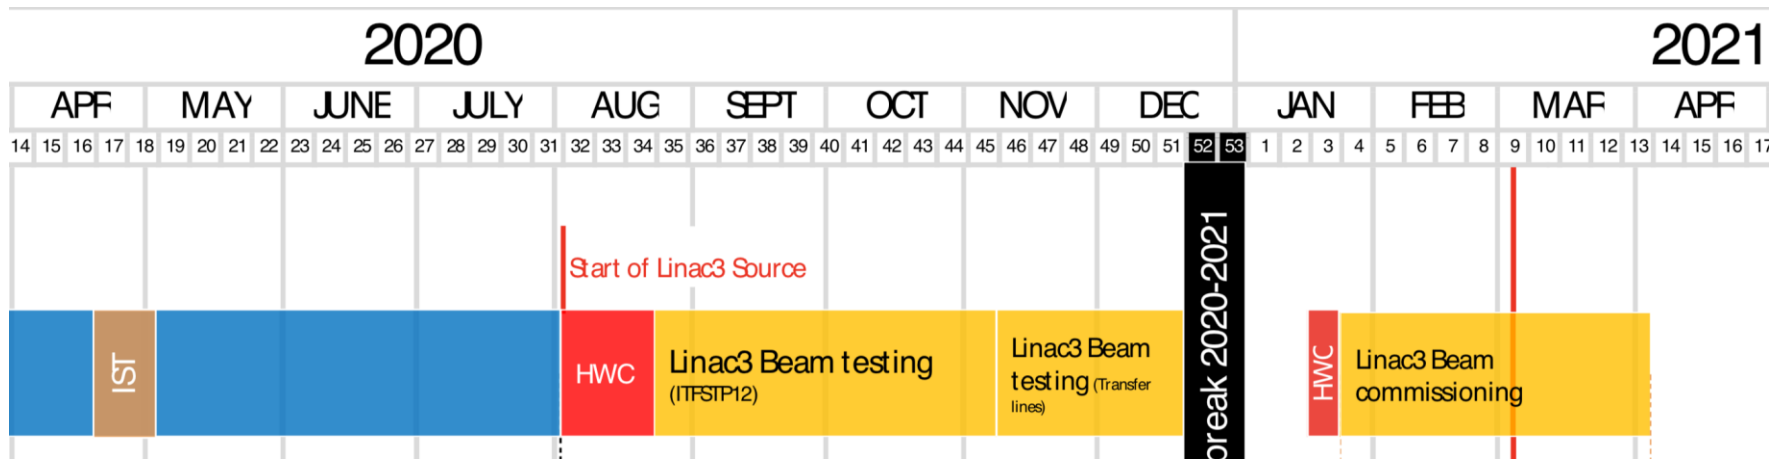 2020 2021
APR MAY JUNE JULY AUG SEPT OCT NOV DEC JAN FEB MAR APR
14 15 16 17 18 19 20 21 22 23 24 25 26 27 28 29 30 31 32 33 34 35 36 37 38 39 40 41 42 43 44 45 46 47 48 49 50 51 52 53 1 2 3 4 5 6 7 8 9 10 11 12 13 14 15 16 17
Start of Linac3 Source
IST
HWC
Linac3 Beam testing
(ITFSTP12)
Linac3 Beam
testing (Transfer
lines)
break 2020-2021
HWC
Linac3 Beam
commissioning